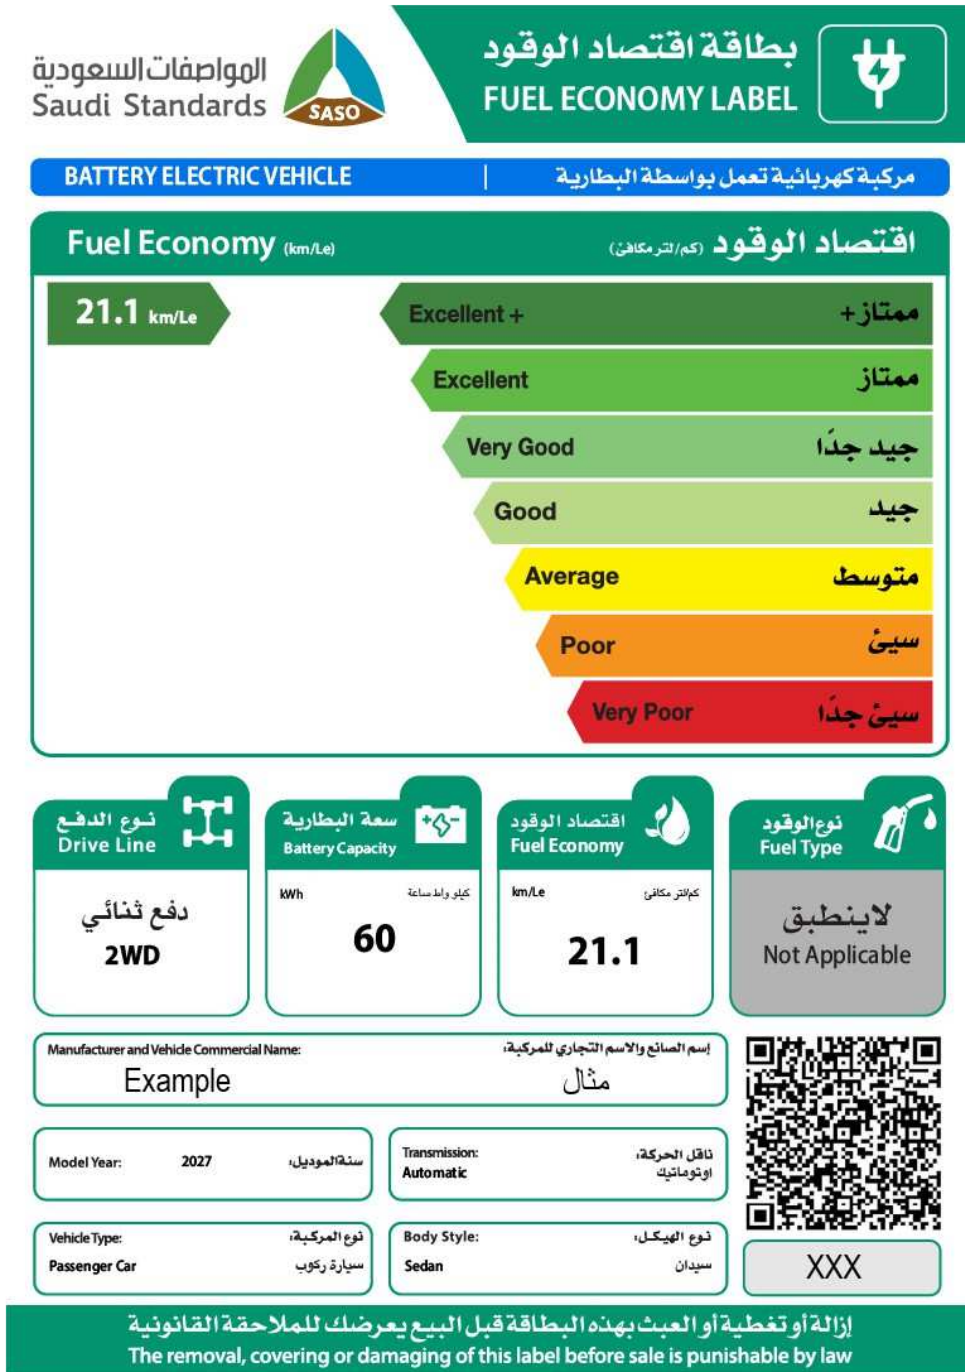 المواصفات السعودية
Saudi Standards
SASO
بطاقة اقتصاد الوقود
FUEL ECONOMY LABEL
BATTERY ELECTRIC VEHICLE | مركبة كهربائية تعمل بواسطة البطارية
Fuel Economy (km/Le) اقتصاد الوقود (كم/لتر مكافئ)
21.1 km/Le
Excellent + ممتاز+
Excellent ممتاز
Very Good جيد جدًا
Good جيد
Average متوسط
Poor سيئ
Very Poor سيئ جدًا
نوع الدفع
Drive Line
دفع ثنائي
2WD
سعة البطارية
Battery Capacity
kWh كيلو واط ساعة
60
اقتصاد الوقود
Fuel Economy
km/Le كم/لتر مكافئ
21.1
نوع الوقود
Fuel Type
لا ينطبق
Not Applicable
Manufacturer and Vehicle Commercial Name: إسم الصانع والاسم التجاري للمركبة:
Example مثال
Model Year: 2027 سنة الموديل:
Transmission: ناقل الحركة:
Automatic اوتوماتيك
Vehicle Type: نوع المركبة:
Passenger Car سيارة ركوب
Body Style: نوع الهيكل:
Sedan سيدان
XXX
إزالة أو تغطية أو العبث بهذه البطاقة قبل البيع يعرضك للملاحقة القانونية
The removal, covering or damaging of this label before sale is punishable by law